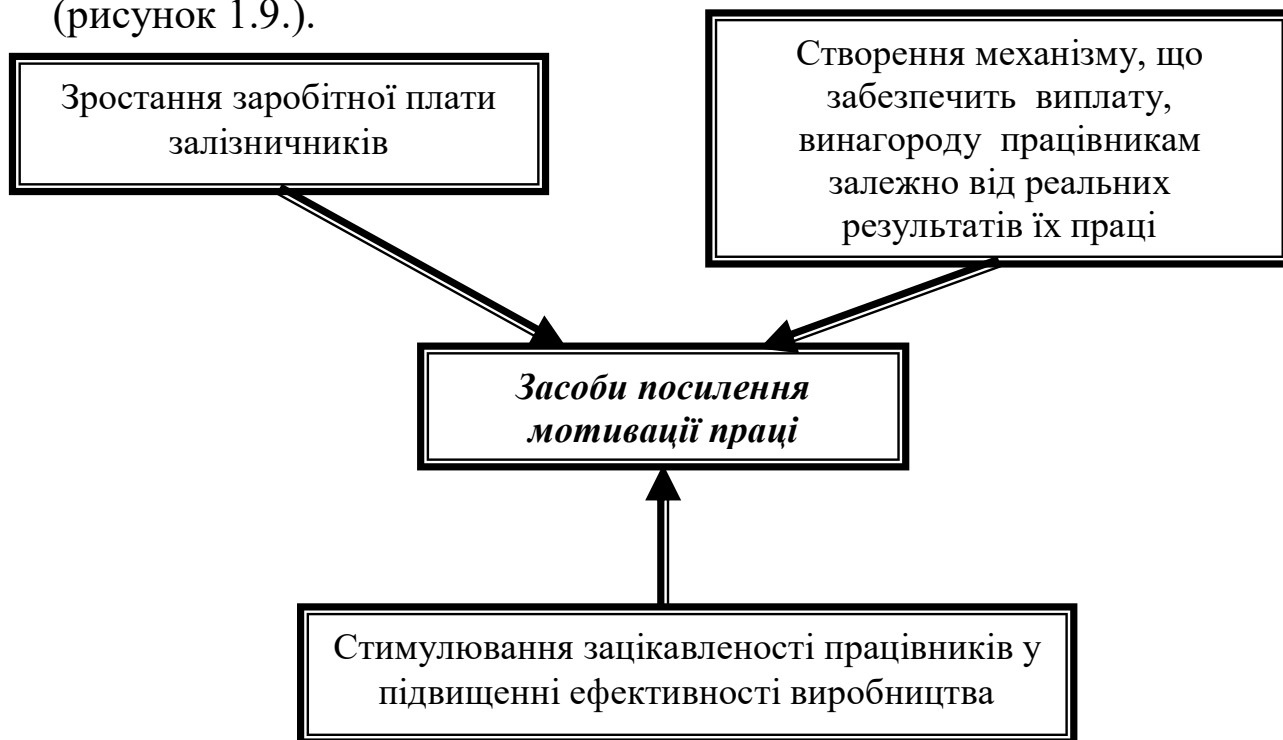 (рисунок 1.9.).
Зростання заробітної плати
залізничників
Створення механізму, що
забезпечить виплату,
винагороду працівникам
залежно від реальних
результатів їх праці
Засоби посилення
мотивації праці
Стимулювання зацікавленості працівників у
підвищенні ефективності виробництва